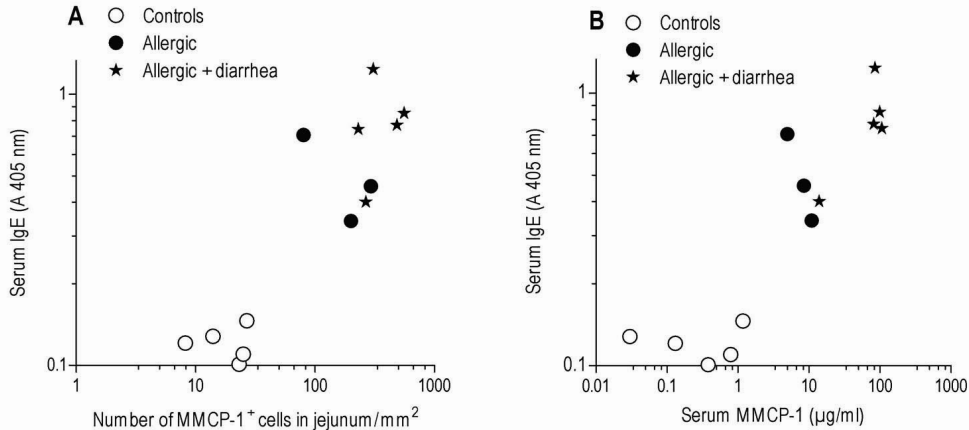 A
Controls
Allergic
Allergic + diarrhea
1
0.1
Serum IgE (A 405 nm)
1 10 100 1000
Number of MMCP-1⁺ cells in jejunum/mm²
B
Controls
Allergic
Allergic + diarrhea
1
0.1
Serum IgE (A 405 nm)
0.01 0.1 1 10 100 1000
Serum MMCP-1 (µg/ml)